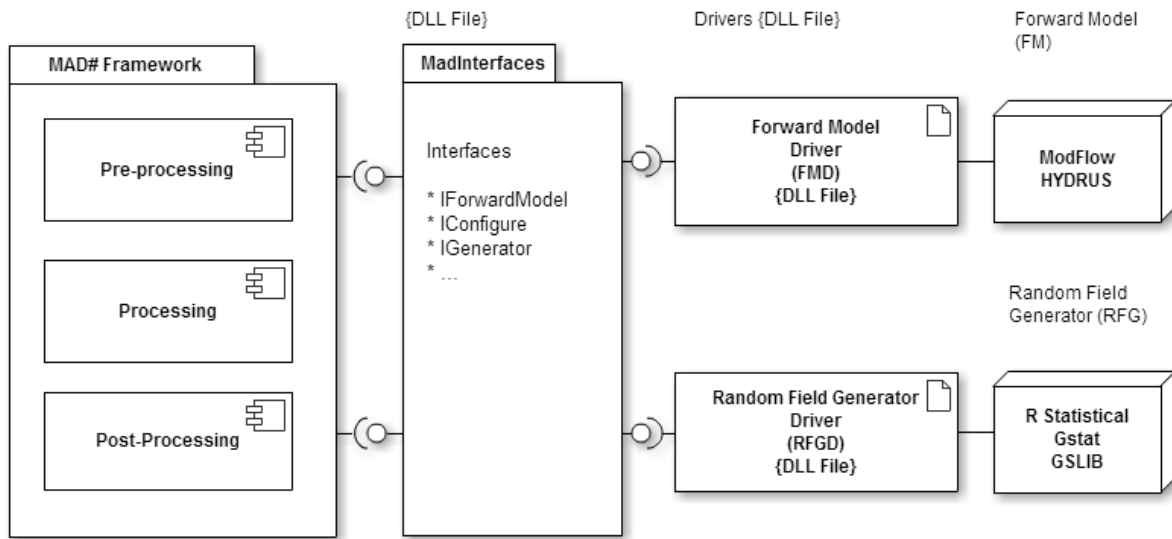 {DLL File}
Drivers {DLL File}
Forward Model
(FM)
MAD# Framework
Pre-processing
Processing
Post-Processing
MadInterfaces
Interfaces
* IForwardModel
* IConfigure
* IGenerator
* ...
Forward Model
Driver
(FMD)
{DLL File}
ModFlow
HYDRUS
Random Field
Generator (RFG)
Random Field Generator
Driver
(RFGD)
{DLL File}
R Statistical
Gstat
GSLIB